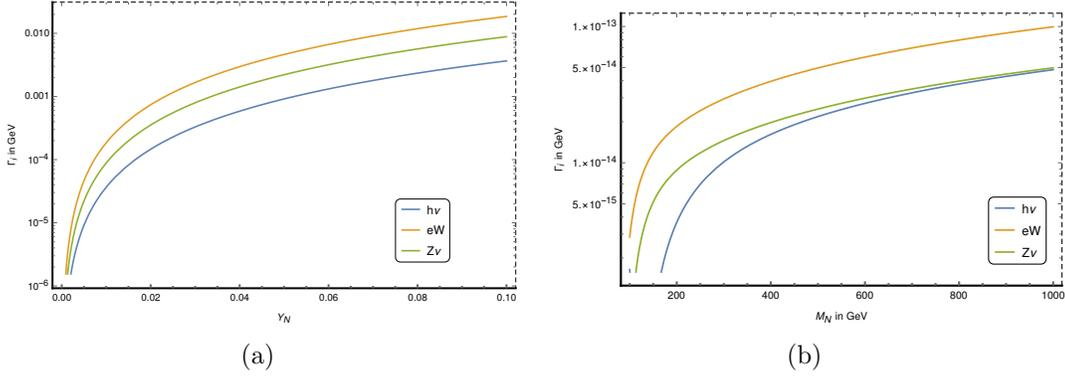 0.010
0.001
10⁻⁴
10⁻⁵
10⁻⁶
Γᵢ in GeV
0.00 0.02 0.04 0.06 0.08 0.10
Y_N
hν
eW
Zν
(a)
1.×10⁻¹³
5.×10⁻¹⁴
1.×10⁻¹⁴
5.×10⁻¹⁵
Γᵢ in GeV
200 400 600 800 1000
M_N in GeV
hν
eW
Zν
(b)